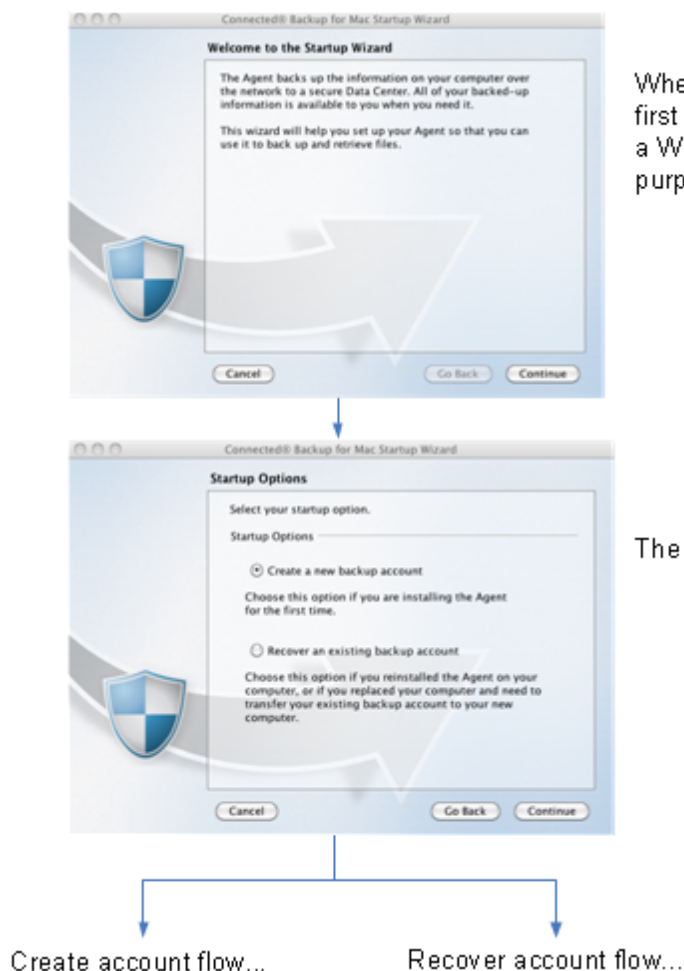 Connected® Backup for Mac Startup Wizard
Welcome to the Startup Wizard
The Agent backs up the information on your computer over
the network to a secure Data Center. All of your backed-up
information is available to you when you need it.
This wizard will help you set up your Agent so that you can
use it to back up and retrieve files.
Cancel
Go Back
Continue
first
a W
purp
Connected® Backup for Mac Startup Wizard
Startup Options
Select your startup option.
Startup Options
Create a new backup account
Choose this option if you are installing the Agent
for the first time.
The
Recover an existing backup account
Choose this option if you reinstalled the Agent on your
computer, or if you replaced your computer and need to
transfer your existing backup account to your new
computer.
Cancel
Go Back
Continue
Create account flow...
Recover account flow...